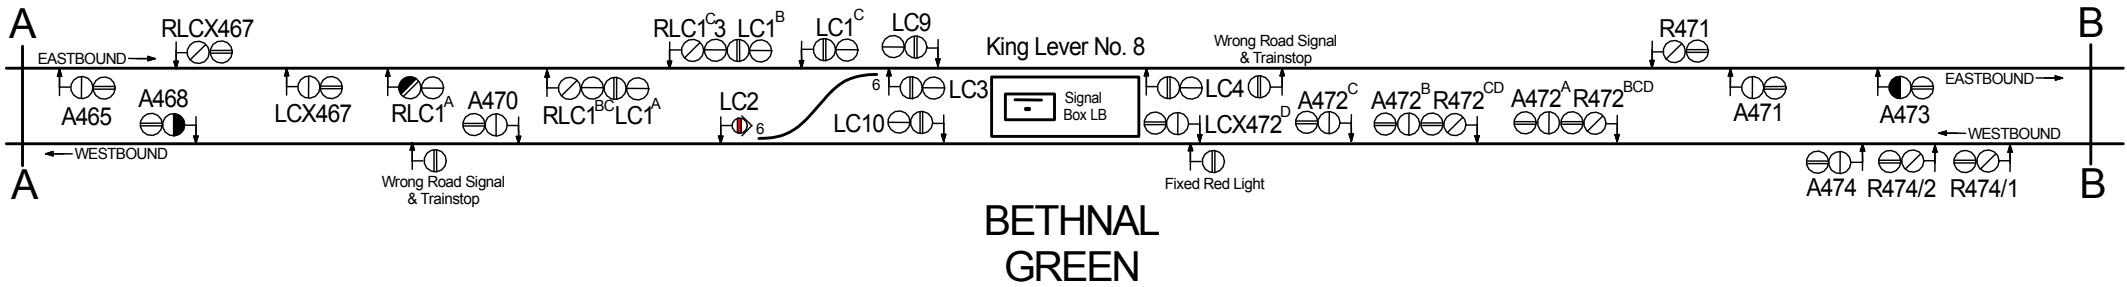 A
B
RLCX467
RLC1C3
LC1B
LC1C
LC9
King Lever No. 8
Wrong Road Signal
& Trainstop
R471
EASTBOUND
A465
A468
LCX467
RLC1A
A470
RLC1BC
LC1A
LC2
6
6
LC3
LC10
Signal
Box LB
LC4
LCX472D
A472C
A472B
R472CD
A472A
R472BCD
A471
A473
EASTBOUND
WESTBOUND
WESTBOUND
A
Wrong Road Signal
& Trainstop
Fixed Red Light
A474
R474/2
R474/1
B
BETHNAL
GREEN